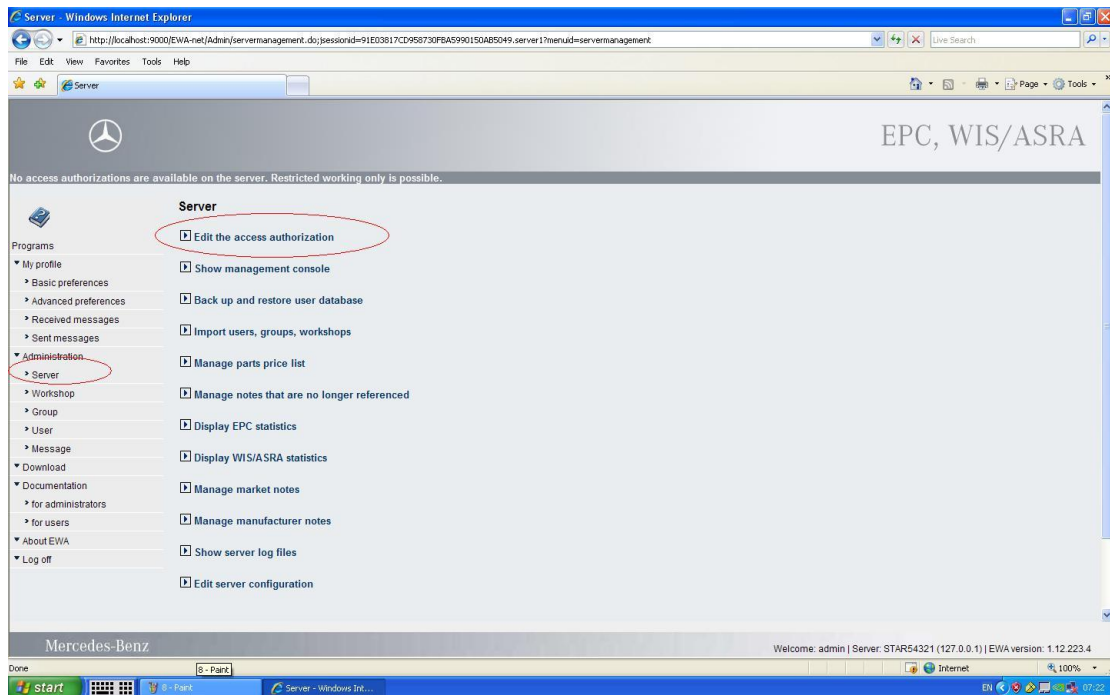 Server - Windows Internet Explorer
http://localhost:9000/EWA-net/Admin/servermanagement.do;jsessionid=91E03817CD958730FBA5990150AB5049.server1?menuid=servermanagement
Live Search
File Edit View Favorites Tools Help
Server
Page Tools
EPC, WIS/ASRA
No access authorizations are available on the server. Restricted working only is possible.
Programs
My profile
Basic preferences
Advanced preferences
Received messages
Sent messages
Administration
Server
Workshop
Group
User
Message
Download
Documentation
for administrators
for users
About EWA
Log off
Server
Edit the access authorization
Show management console
Back up and restore user database
Import users, groups, workshops
Manage parts price list
Manage notes that are no longer referenced
Display EPC statistics
Display WIS/ASRA statistics
Manage market notes
Manage manufacturer notes
Show server log files
Edit server configuration
Mercedes-Benz
Welcome: admin | Server: STAR54321 (127.0.0.1) | EWA version: 1.12.223.4
Done
8 - Paint
Internet
100%
start
8 - Paint
Server - Windows Int...
EN
07:22